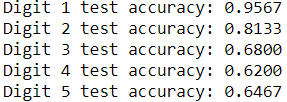 Digit 1 test accuracy: 0.9567
Digit 2 test accuracy: 0.8133
Digit 3 test accuracy: 0.6800
Digit 4 test accuracy: 0.6200
Digit 5 test accuracy: 0.6467